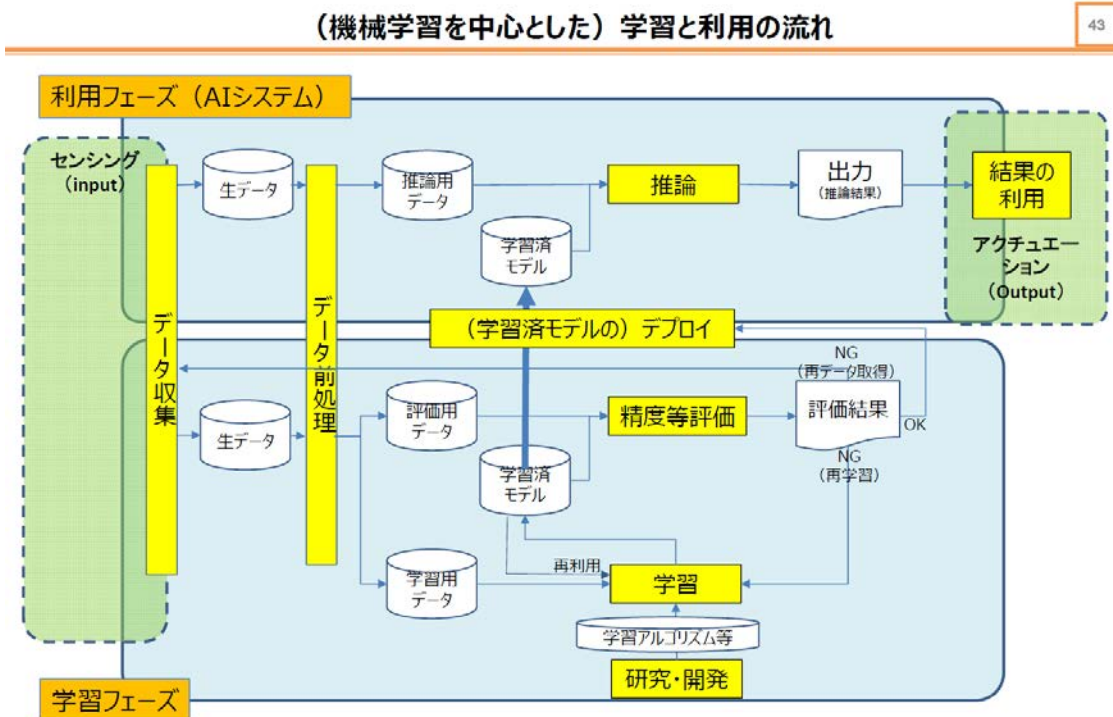 （機械学習を中心とした）学習と利用の流れ
43
利用フェーズ（AIシステム）
センシング
（input）
生データ
推論用
データ
推論
出力
（推論結果）
結果の
利用
学習済
モデル
アクチュエー
ション
（Output）
データ収集
データ前処理
（学習済モデルの）デプロイ
NG
（再データ取得）
生データ
評価用
データ
精度等評価
評価結果
OK
学習済
モデル
NG
（再学習）
再利用
学習用
データ
学習
学習アルゴリズム等
研究・開発
学習フェーズ